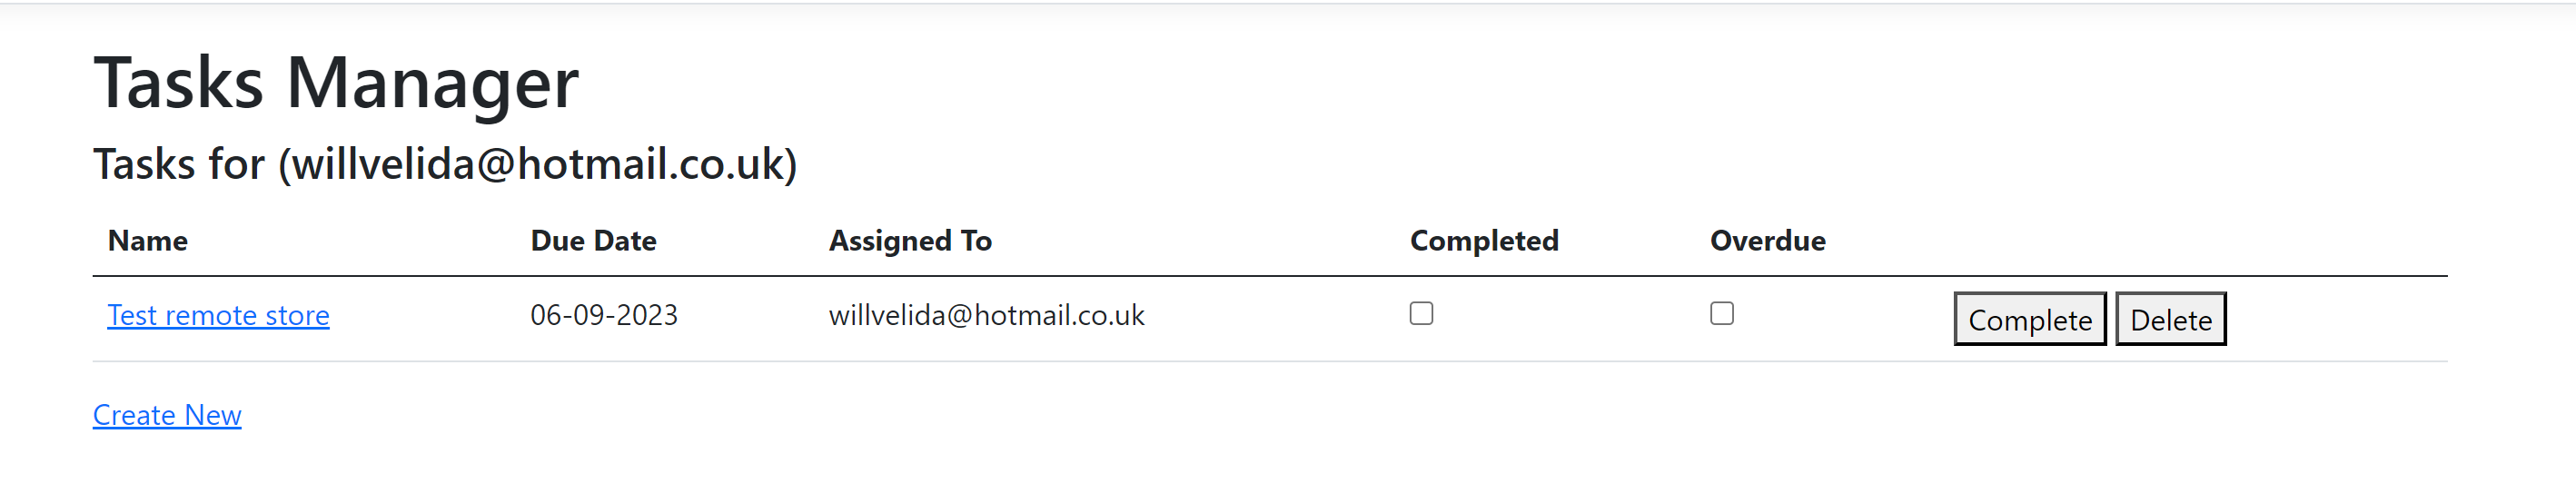 Tasks Manager
Tasks for (willvelida@hotmail.co.uk)
Name Due Date Assigned To Completed Overdue
Test remote store 06-09-2023 willvelida@hotmail.co.uk Complete Delete
Create New